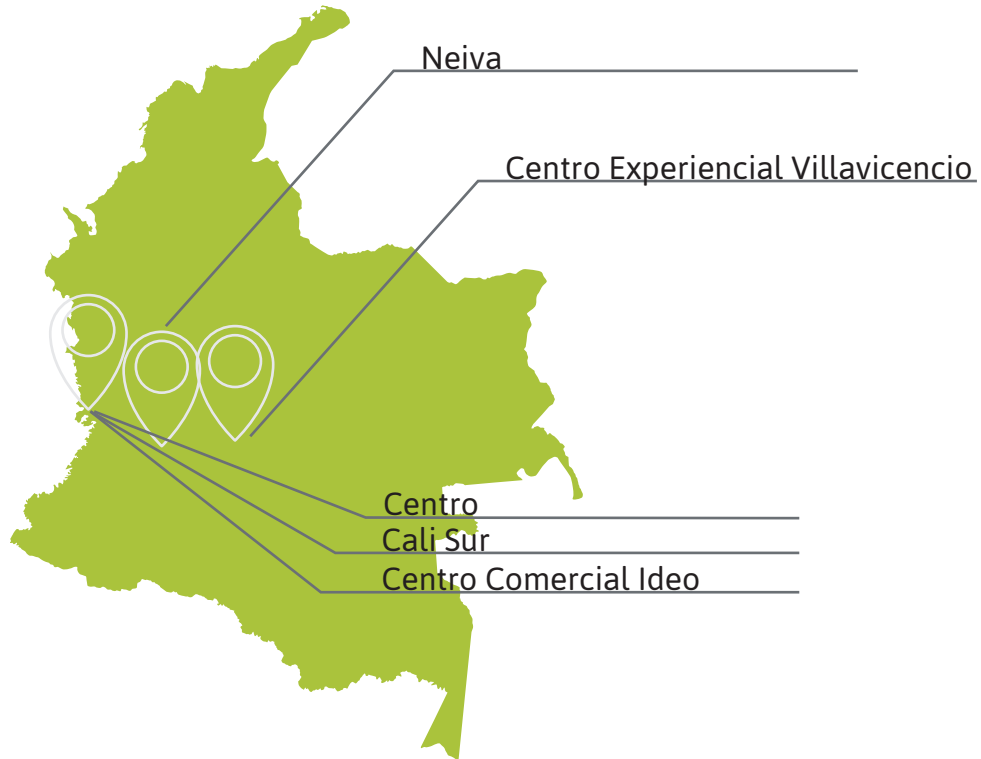 Neiva
Centro Experiencial Villavicencio
Centro
Cali Sur
Centro Comercial Ideo